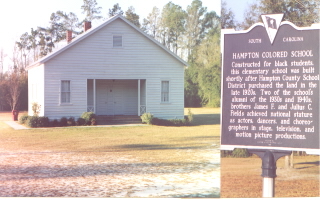 SOUTH CAROLINA
HAMPTON COLORED SCHOOL
Constructed for black students,
this elementary school was built
shortly after Hampton County School
District purchased the land in the
late 1920s. Two of the school's
alumni of the 1930s and 1940s,
brothers James F. and Julius C.
Fields achieved national stature
as actors, dancers, and choreo-
graphers in stage, television, and
motion picture productions.